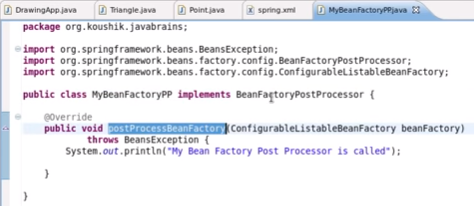 DrawingApp.java Triangle.java Point.java spring.xml MyBeanFactoryPP.java
package org.koushik.javabrains;
import org.springframework.beans.BeansException;
import org.springframework.beans.factory.config.BeanFactoryPostProcessor;
import org.springframework.beans.factory.config.ConfigurableListableBeanFactory;
public class MyBeanFactoryPP implements BeanFactoryPostProcessor {
@Override
public void postProcessBeanFactory(ConfigurableListableBeanFactory beanFactory)
throws BeansException {
System.out.println("My Bean Factory Post Processor is called");
}
}